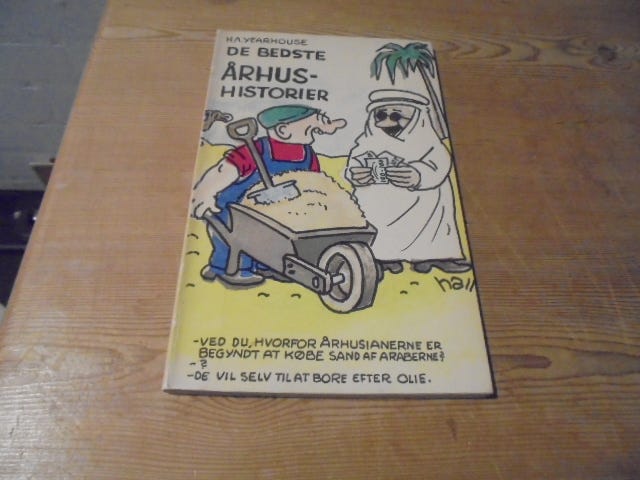 H.A. YEARHOUSE
DE BEDSTE
ÅRHUS-
HISTORIER
-VED DU, HVORFOR ÅRHUSIANERNE ER
BEGYNDT AT KØBE SAND AF ARABERNE?
-?
-DE VIL SELV TIL AT BORE EFTER OLIE.